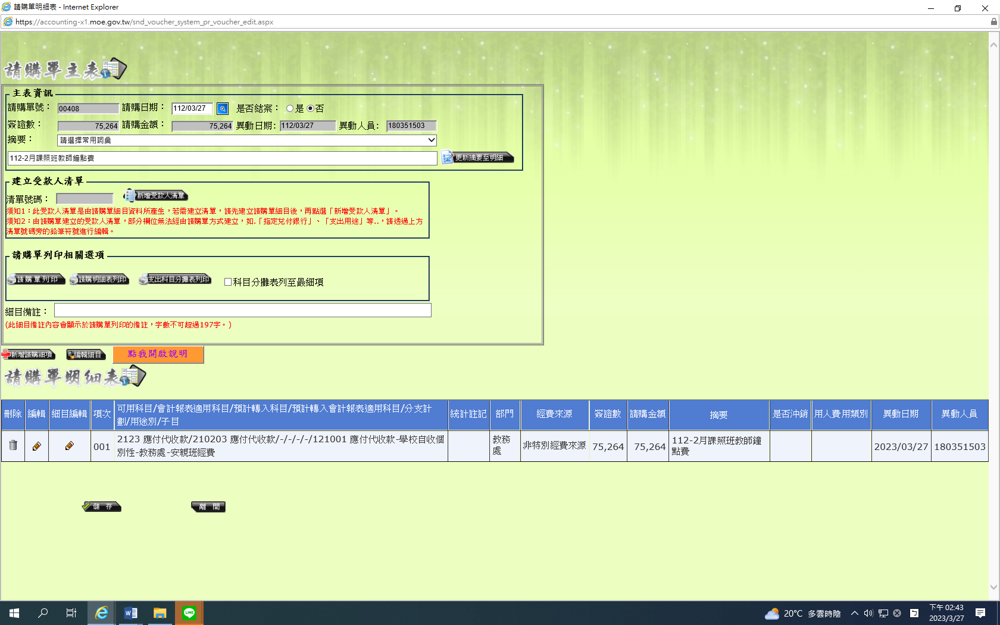 請購單明細表 - Internet Explorer
https://accounting-x1.moe.gov.tw/snd_voucher_system_pr_voucher_edit.aspx
請購單主表
主表資訊
請購單號： 00408 請購日期： 112/03/27 是否結案： 是 否
簽證數： 75,264 請購金額： 75,264 異動日期: 112/03/27 異動人員: 180351503
摘要： 請選擇常用詞彙
112-2月課照班教師鐘點費 更新摘要至明細
建立受款人清單
清單號碼： 新增受款人清單
須知1：此受款人清單是由請購單細目資料所產生，若需建立清單，請先建立請購單細目後，再點選「新增受款人清單」。
須知2：由請購單建立的受款人清單，部分欄位無法經由請購單方式建立，如.「指定兌付銀行」、「支出用途」等..，請透過上方
清單號碼旁的鉛筆符號進行編輯。
請購單列印相關選項
請購單列印 請購明細表列印 支出科目分攤表列印 科目分攤表列至最細項
細目備註：
(此細目備註內容會顯示於請購單列印的備註，字數不可超過197字。)
新增請購細項 編輯細目 點我開啟說明
請購單明細表
刪除 編輯 細目編輯 項次 可用科目/會計報表適用科目/預計轉入科目/預計轉入會計報表適用科目/分支計
劃/用途別/子目 統計註記 部門 經費來源 簽證數 請購金額 摘要 是否沖銷 用人費用類別 異動日期 異動人員
001 2123 應付代收款/210203 應付代收款/-/-/-/-/121001 應付代收款-學校自收個
別性-教務處-安親班經費 教務
處 非特別經費來源 75,264 75,264 112-2月課照班教師鐘
點費 2023/03/27 180351503
儲 存 離 開
LINE
20°C 多雲時陰
下午 02:43
2023/3/27